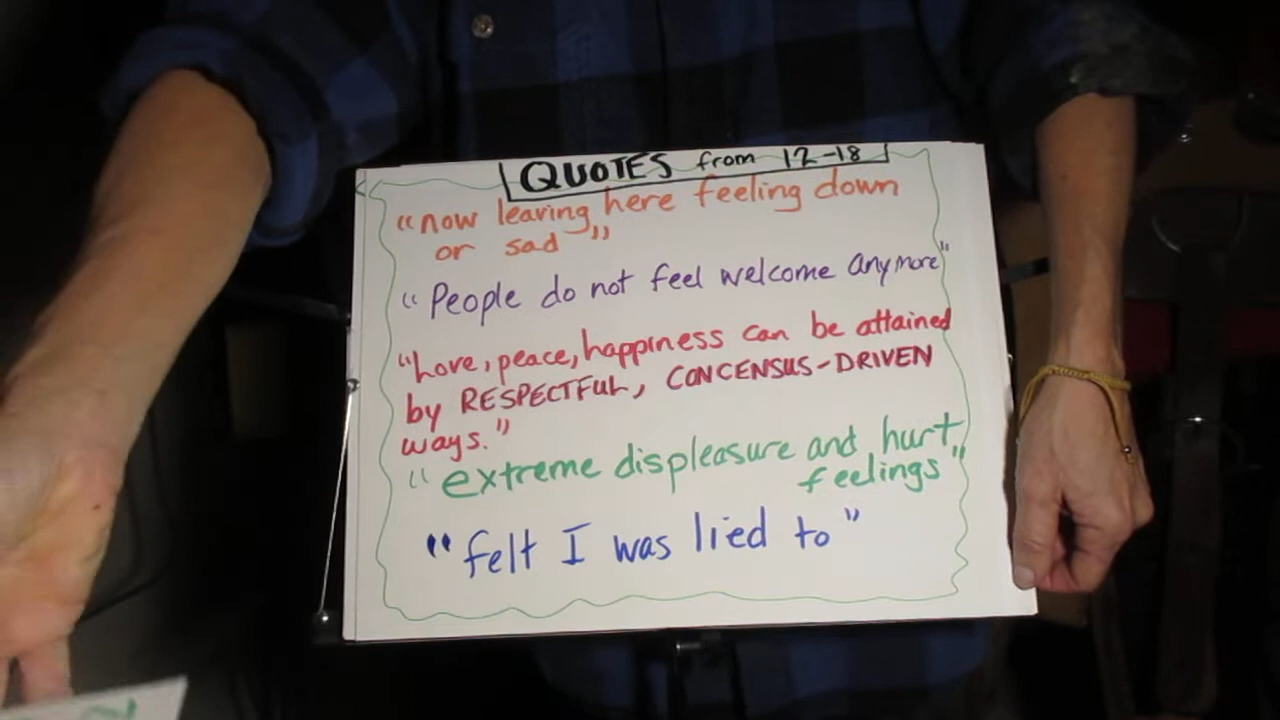 QUOTES from 12-18
"now leaving here feeling down
or sad"
"People do not feel welcome anymore"
"Love, peace, happiness can be attained
by RESPECTFUL, CONCENSUS-DRIVEN
ways."
"extreme displeasure and hurt
feelings"
"felt I was lied to"